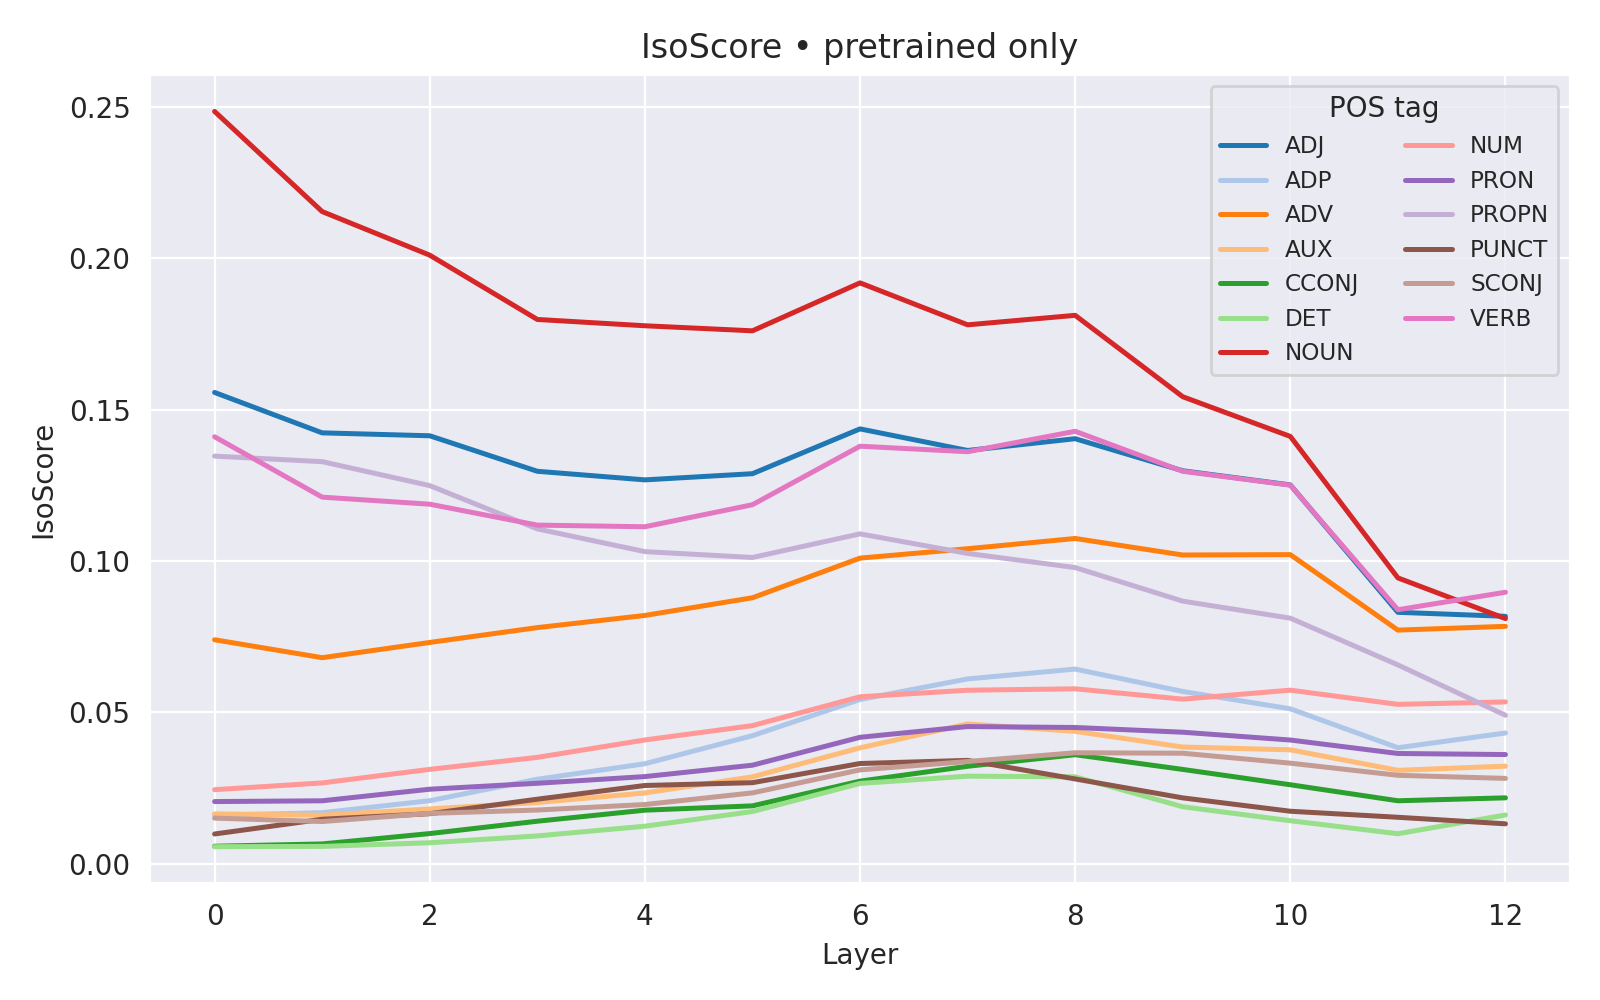 IsoScore • pretrained only
0.25
0.20
0.15
0.10
0.05
0.00
IsoScore
POS tag
ADJ
ADP
ADV
AUX
CCONJ
DET
NOUN
NUM
PRON
PROPN
PUNCT
SCONJ
VERB
0 2 4 6 8 10 12
Layer